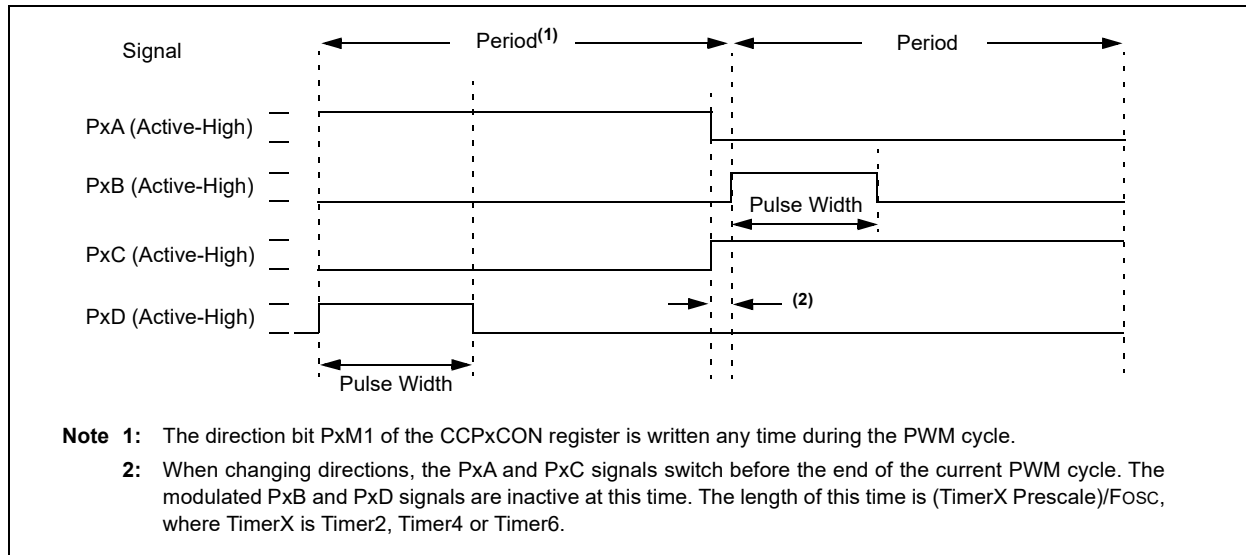 Signal
Period(1)
Period
PxA (Active-High)
PxB (Active-High)
Pulse Width
PxC (Active-High)
PxD (Active-High)
(2)
Pulse Width
Note 1: The direction bit PxM1 of the CCPxCON register is written any time during the PWM cycle.
2: When changing directions, the PxA and PxC signals switch before the end of the current PWM cycle. The
modulated PxB and PxD signals are inactive at this time. The length of this time is (TimerX Prescale)/FOSC,
where TimerX is Timer2, Timer4 or Timer6.